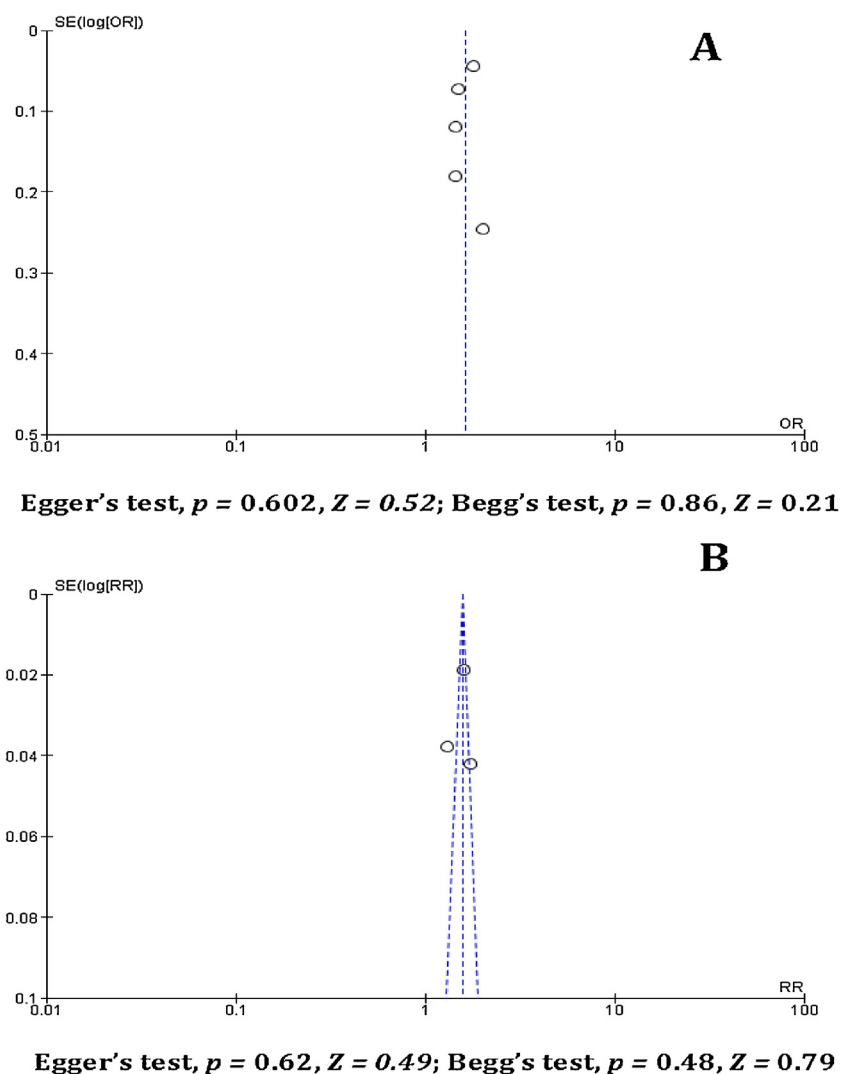 SE(log[OR])
A
0
0.1
0.2
0.3
0.4
0.5
OR
0.01 0.1 1 10 100
Egger's test, p = 0.602, Z = 0.52; Begg's test, p = 0.86, Z = 0.21
B
SE(log[RR])
0
0.02
0.04
0.06
0.08
0.1
RR
0.01 0.1 1 10 100
Egger's test, p = 0.62, Z = 0.49; Begg's test, p = 0.48, Z = 0.79